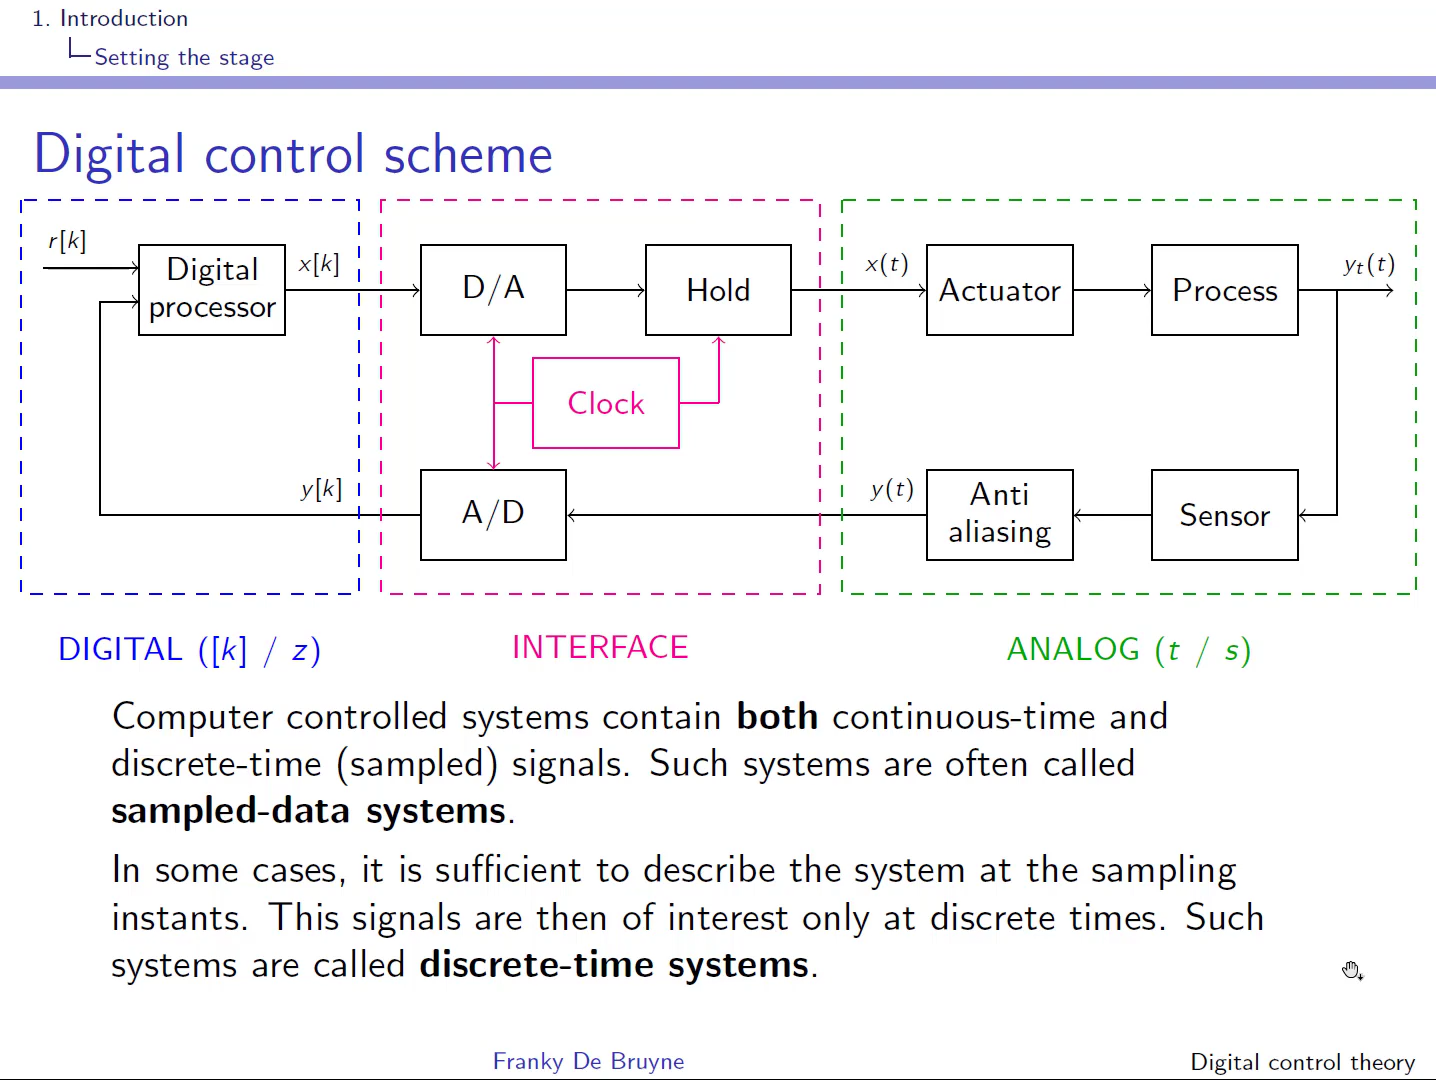 1. Introduction
Setting the stage
Digital control scheme
r[k]
Digital
processor
x[k]
D/A
Hold
x(t)
Actuator
Process
yt(t)
Clock
y[k]
A/D
y(t)
Anti
aliasing
Sensor
DIGITAL ([k] / z)
INTERFACE
ANALOG (t / s)
Computer controlled systems contain both continuous-time and
discrete-time (sampled) signals. Such systems are often called
sampled-data systems.
In some cases, it is sufficient to describe the system at the sampling
instants. This signals are then of interest only at discrete times. Such
systems are called discrete-time systems.
Franky De Bruyne
Digital control theory